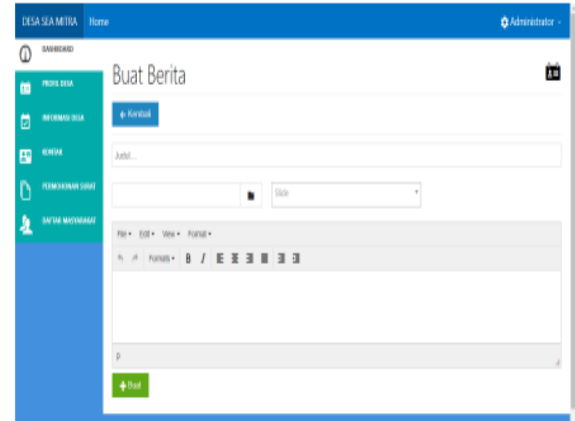 DESA SEA MITRA Home Administrator
DASHBOARD
PROFIL DESA
INFORMASI DESA
KONTAK
PERMOHONAN SURAT
DAFTAR MASYARAKAT
Buat Berita
Kembali
Judul...
Slide
File Edit View Format
Formats B I
P
Buat